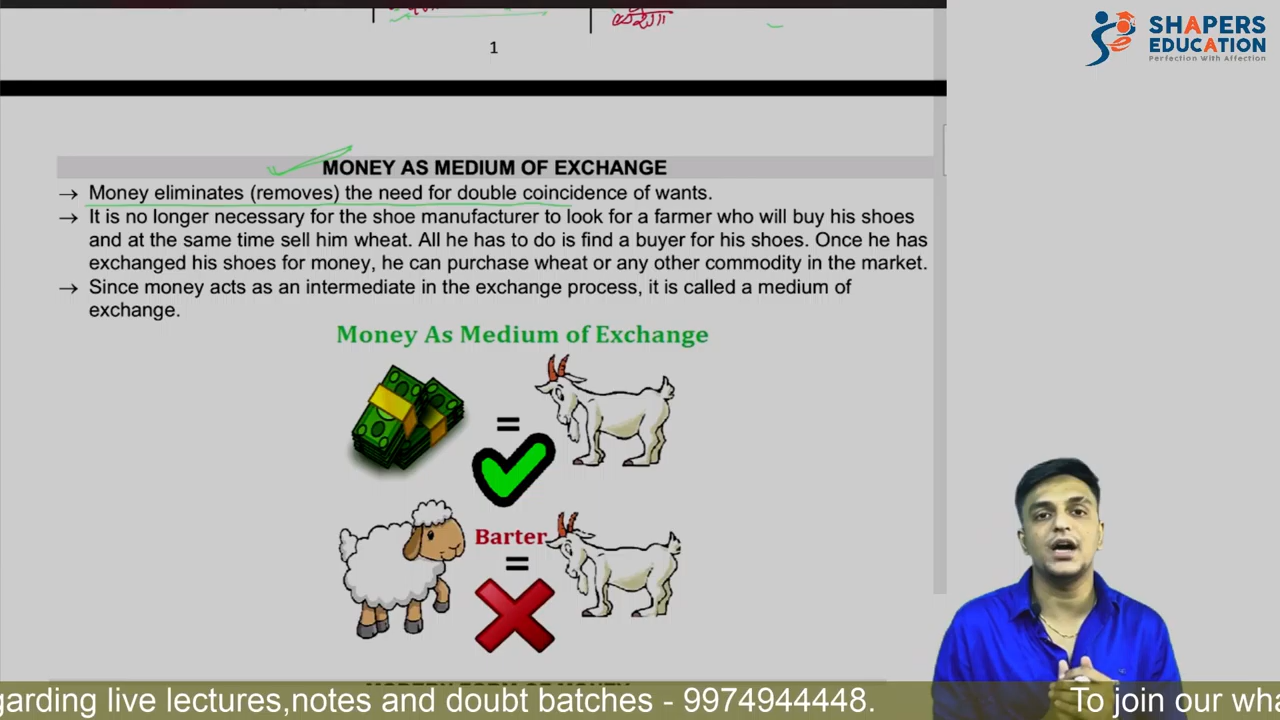 1
SHAPERS
EDUCATION
Perfection With Affection
MONEY AS MEDIUM OF EXCHANGE
→ Money eliminates (removes) the need for double coincidence of wants.
→ It is no longer necessary for the shoe manufacturer to look for a farmer who will buy his shoes
and at the same time sell him wheat. All he has to do is find a buyer for his shoes. Once he has
exchanged his shoes for money, he can purchase wheat or any other commodity in the market.
→ Since money acts as an intermediate in the exchange process, it is called a medium of
exchange.
Money As Medium of Exchange
=
Barter
=
garding live lectures,notes and doubt batches - 9974944448. To join our wha